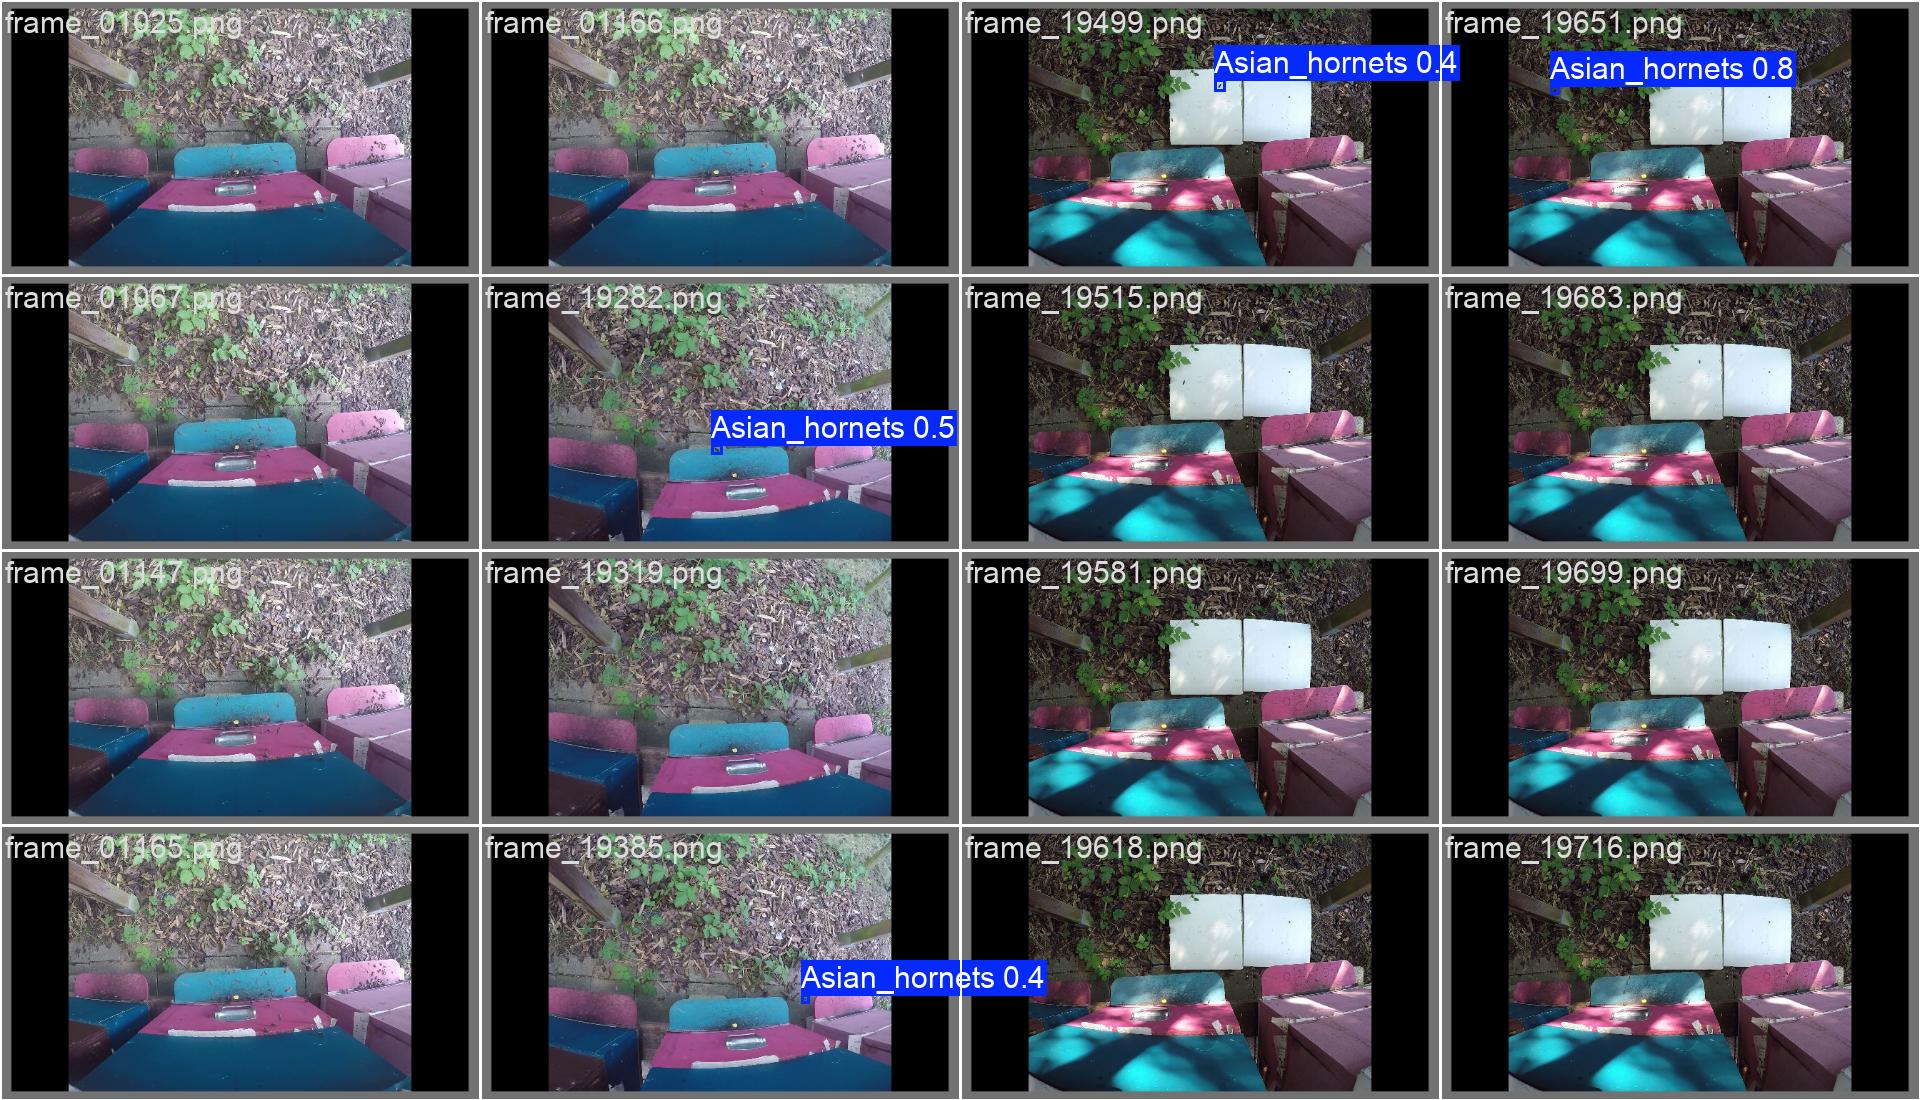 frame_01025.png
frame_01166.png
frame_19499.png
frame_19651.png
Asian_hornets 0.4
Asian_hornets 0.8
frame_01067.png
frame_19282.png
frame_19515.png
frame_19683.png
Asian_hornets 0.5
frame_01147.png
frame_19319.png
frame_19581.png
frame_19699.png
frame_01165.png
frame_19385.png
frame_19618.png
frame_19716.png
Asian_hornets 0.4